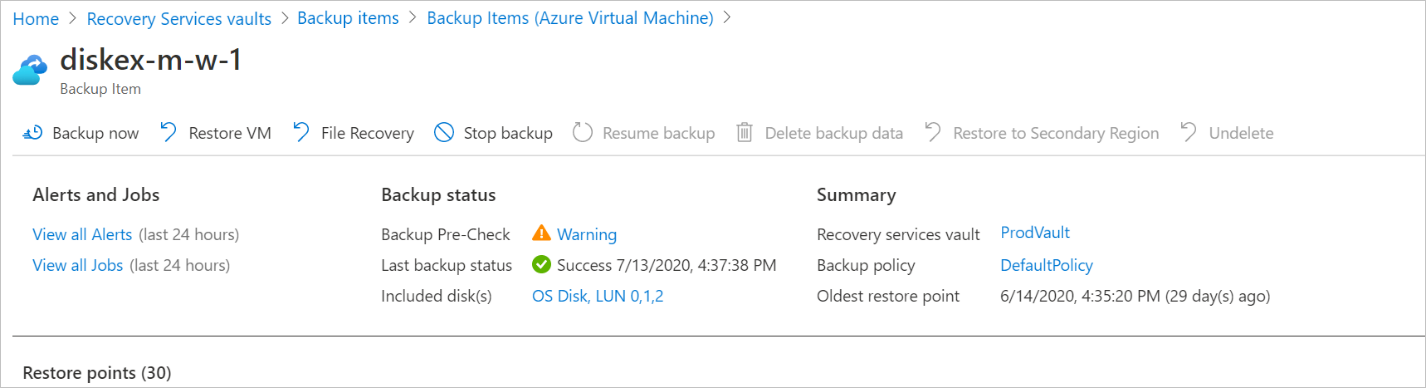 Home > Recovery Services vaults > Backup items > Backup Items (Azure Virtual Machine) >
diskex-m-w-1
Backup Item
Backup now Restore VM File Recovery Stop backup Resume backup Delete backup data Restore to Secondary Region Undelete
Alerts and Jobs
View all Alerts (last 24 hours)
View all Jobs (last 24 hours)
Backup status
Backup Pre-Check Warning
Last backup status Success 7/13/2020, 4:37:38 PM
Included disk(s) OS Disk, LUN 0,1,2
Summary
Recovery services vault ProdVault
Backup policy DefaultPolicy
Oldest restore point 6/14/2020, 4:35:20 PM (29 day(s) ago)
Restore points (30)